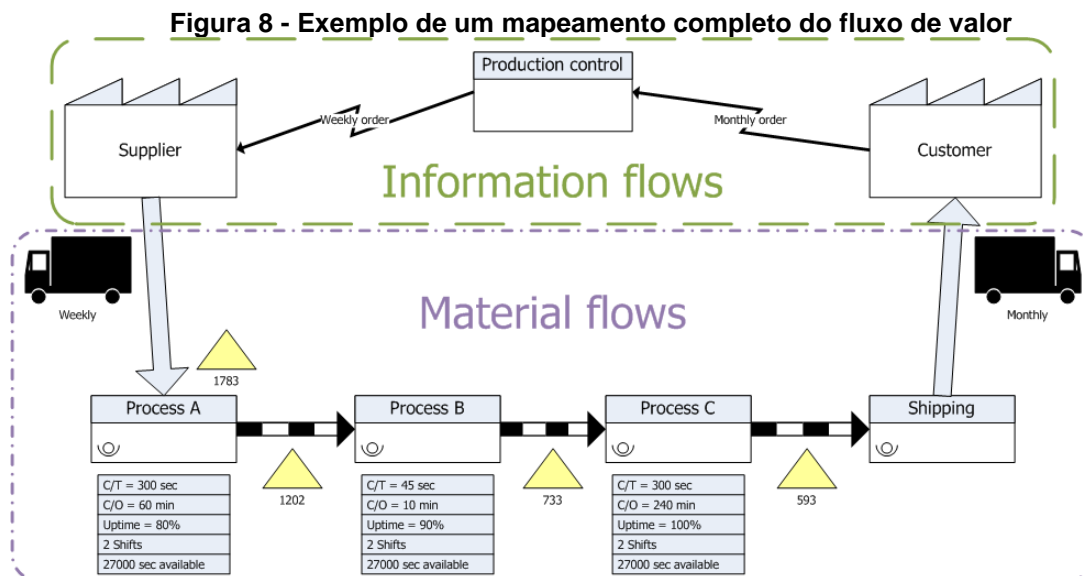 Figura 8 - Exemplo de um mapeamento completo do fluxo de valor
Production control
Supplier
Weekly order
Monthly order
Customer
Information flows
Weekly
Material flows
Monthly
1783
Process A
Process B
Process C
Shipping
1202
733
593
C/T = 300 sec
C/O = 60 min
Uptime = 80%
2 Shifts
27000 sec available
C/T = 45 sec
C/O = 10 min
Uptime = 90%
2 Shifts
27000 sec available
C/T = 300 sec
C/O = 240 min
Uptime = 100%
2 Shifts
27000 sec available